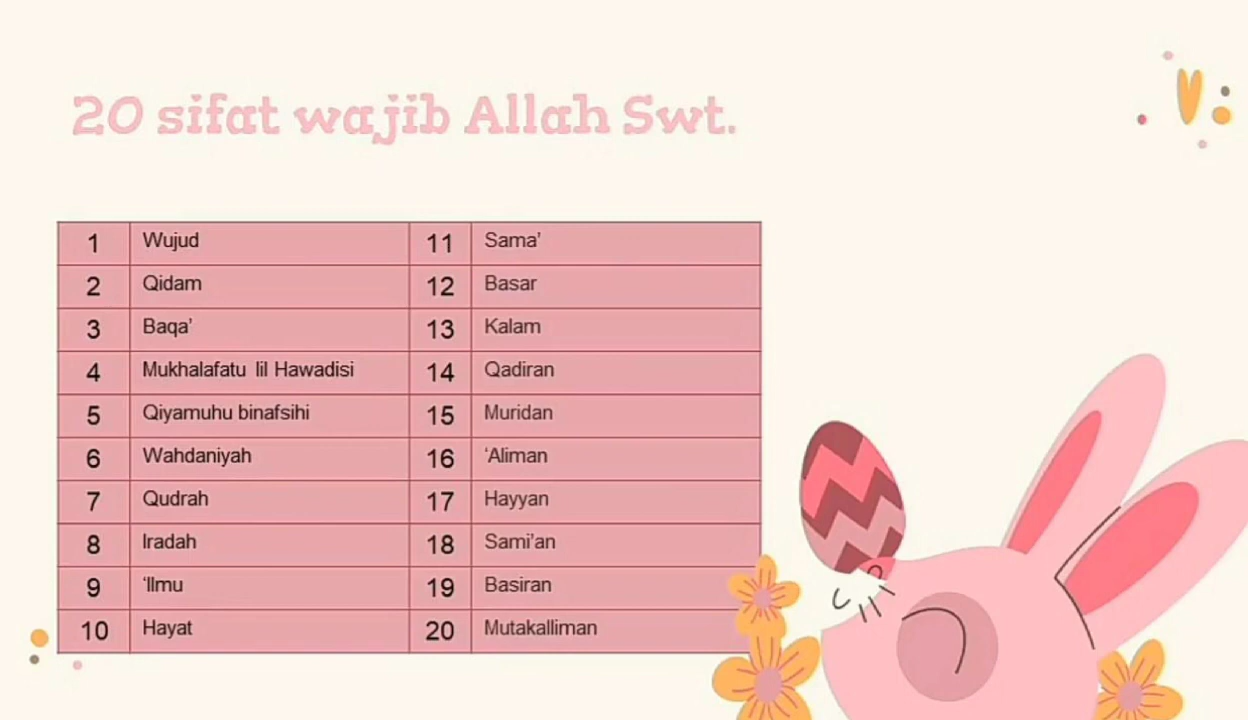 20 sifat wajib Allah Swt.
1 Wujud 11 Sama’
2 Qidam 12 Basar
3 Baqa’ 13 Kalam
4 Mukhalafatu lil Hawadisi 14 Qadiran
5 Qiyamuhu binafsihi 15 Muridan
6 Wahdaniyah 16 ‘Aliman
7 Qudrah 17 Hayyan
8 Iradah 18 Sami’an
9 ‘Ilmu 19 Basiran
10 Hayat 20 Mutakalliman